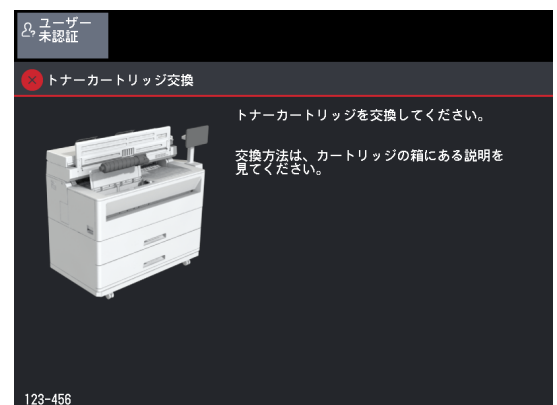 ユーザー
未認証
トナーカートリッジ交換
トナーカートリッジを交換してください。
交換方法は、カートリッジの箱にある説明を
見てください。
123-456